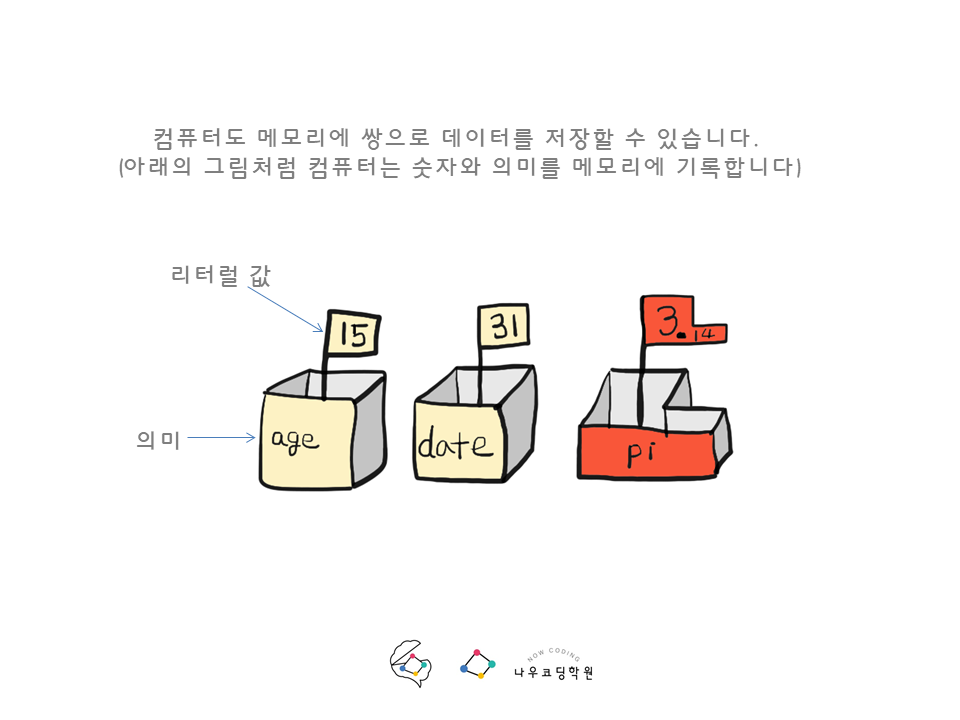 컴퓨터도 메모리에 쌍으로 데이터를 저장할 수 있습니다.
(아래의 그림처럼 컴퓨터는 숫자와 의미를 메모리에 기록합니다)
리터럴 값
15
31
3.14
의미
age
date
pi
NOW CODING
나우코딩학원